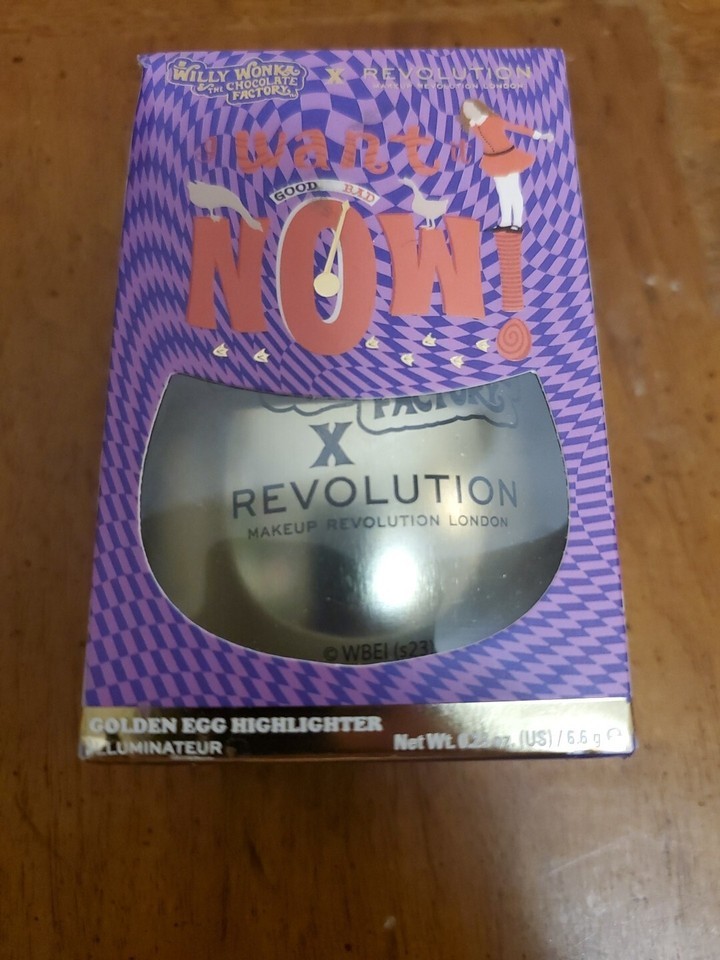 WILLY WONKA
& THE CHOCOLATE
FACTORY
X
REVOLUTION
MAKEUP REVOLUTION LONDON
I want it
GOOD BAD
NOW!
FACTORY
X
REVOLUTION
MAKEUP REVOLUTION LONDON
© WBEI (s23)
GOLDEN EGG HIGHLIGHTER
ILLUMINATEUR
Net Wt. oz. (US) / 6.6 g e